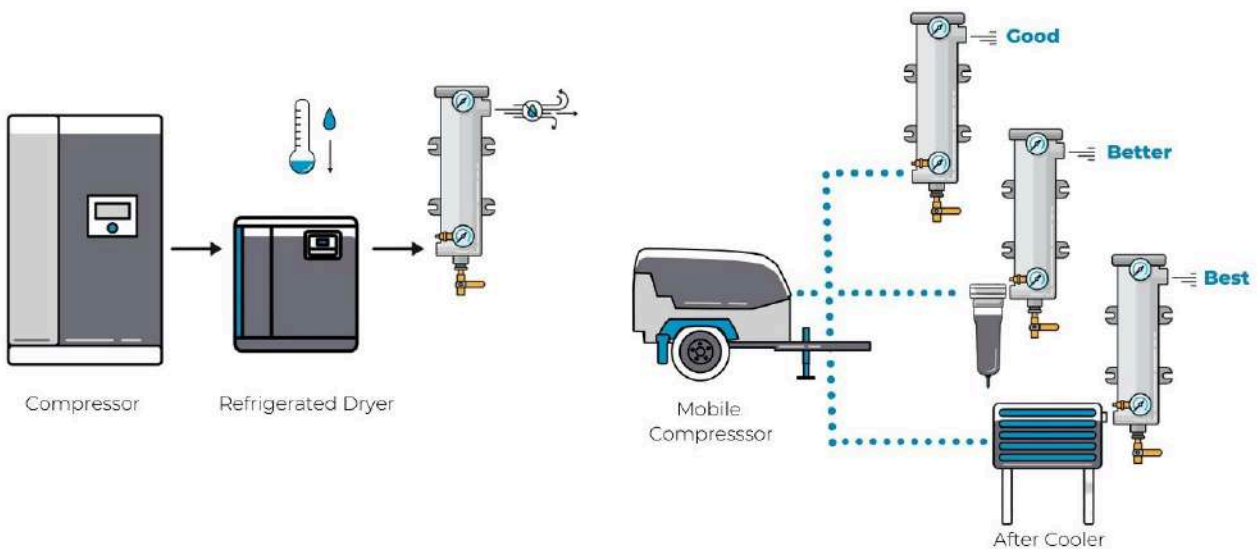 Good
Better
Best
Compressor
Refrigerated Dryer
Mobile
Compresssor
After Cooler